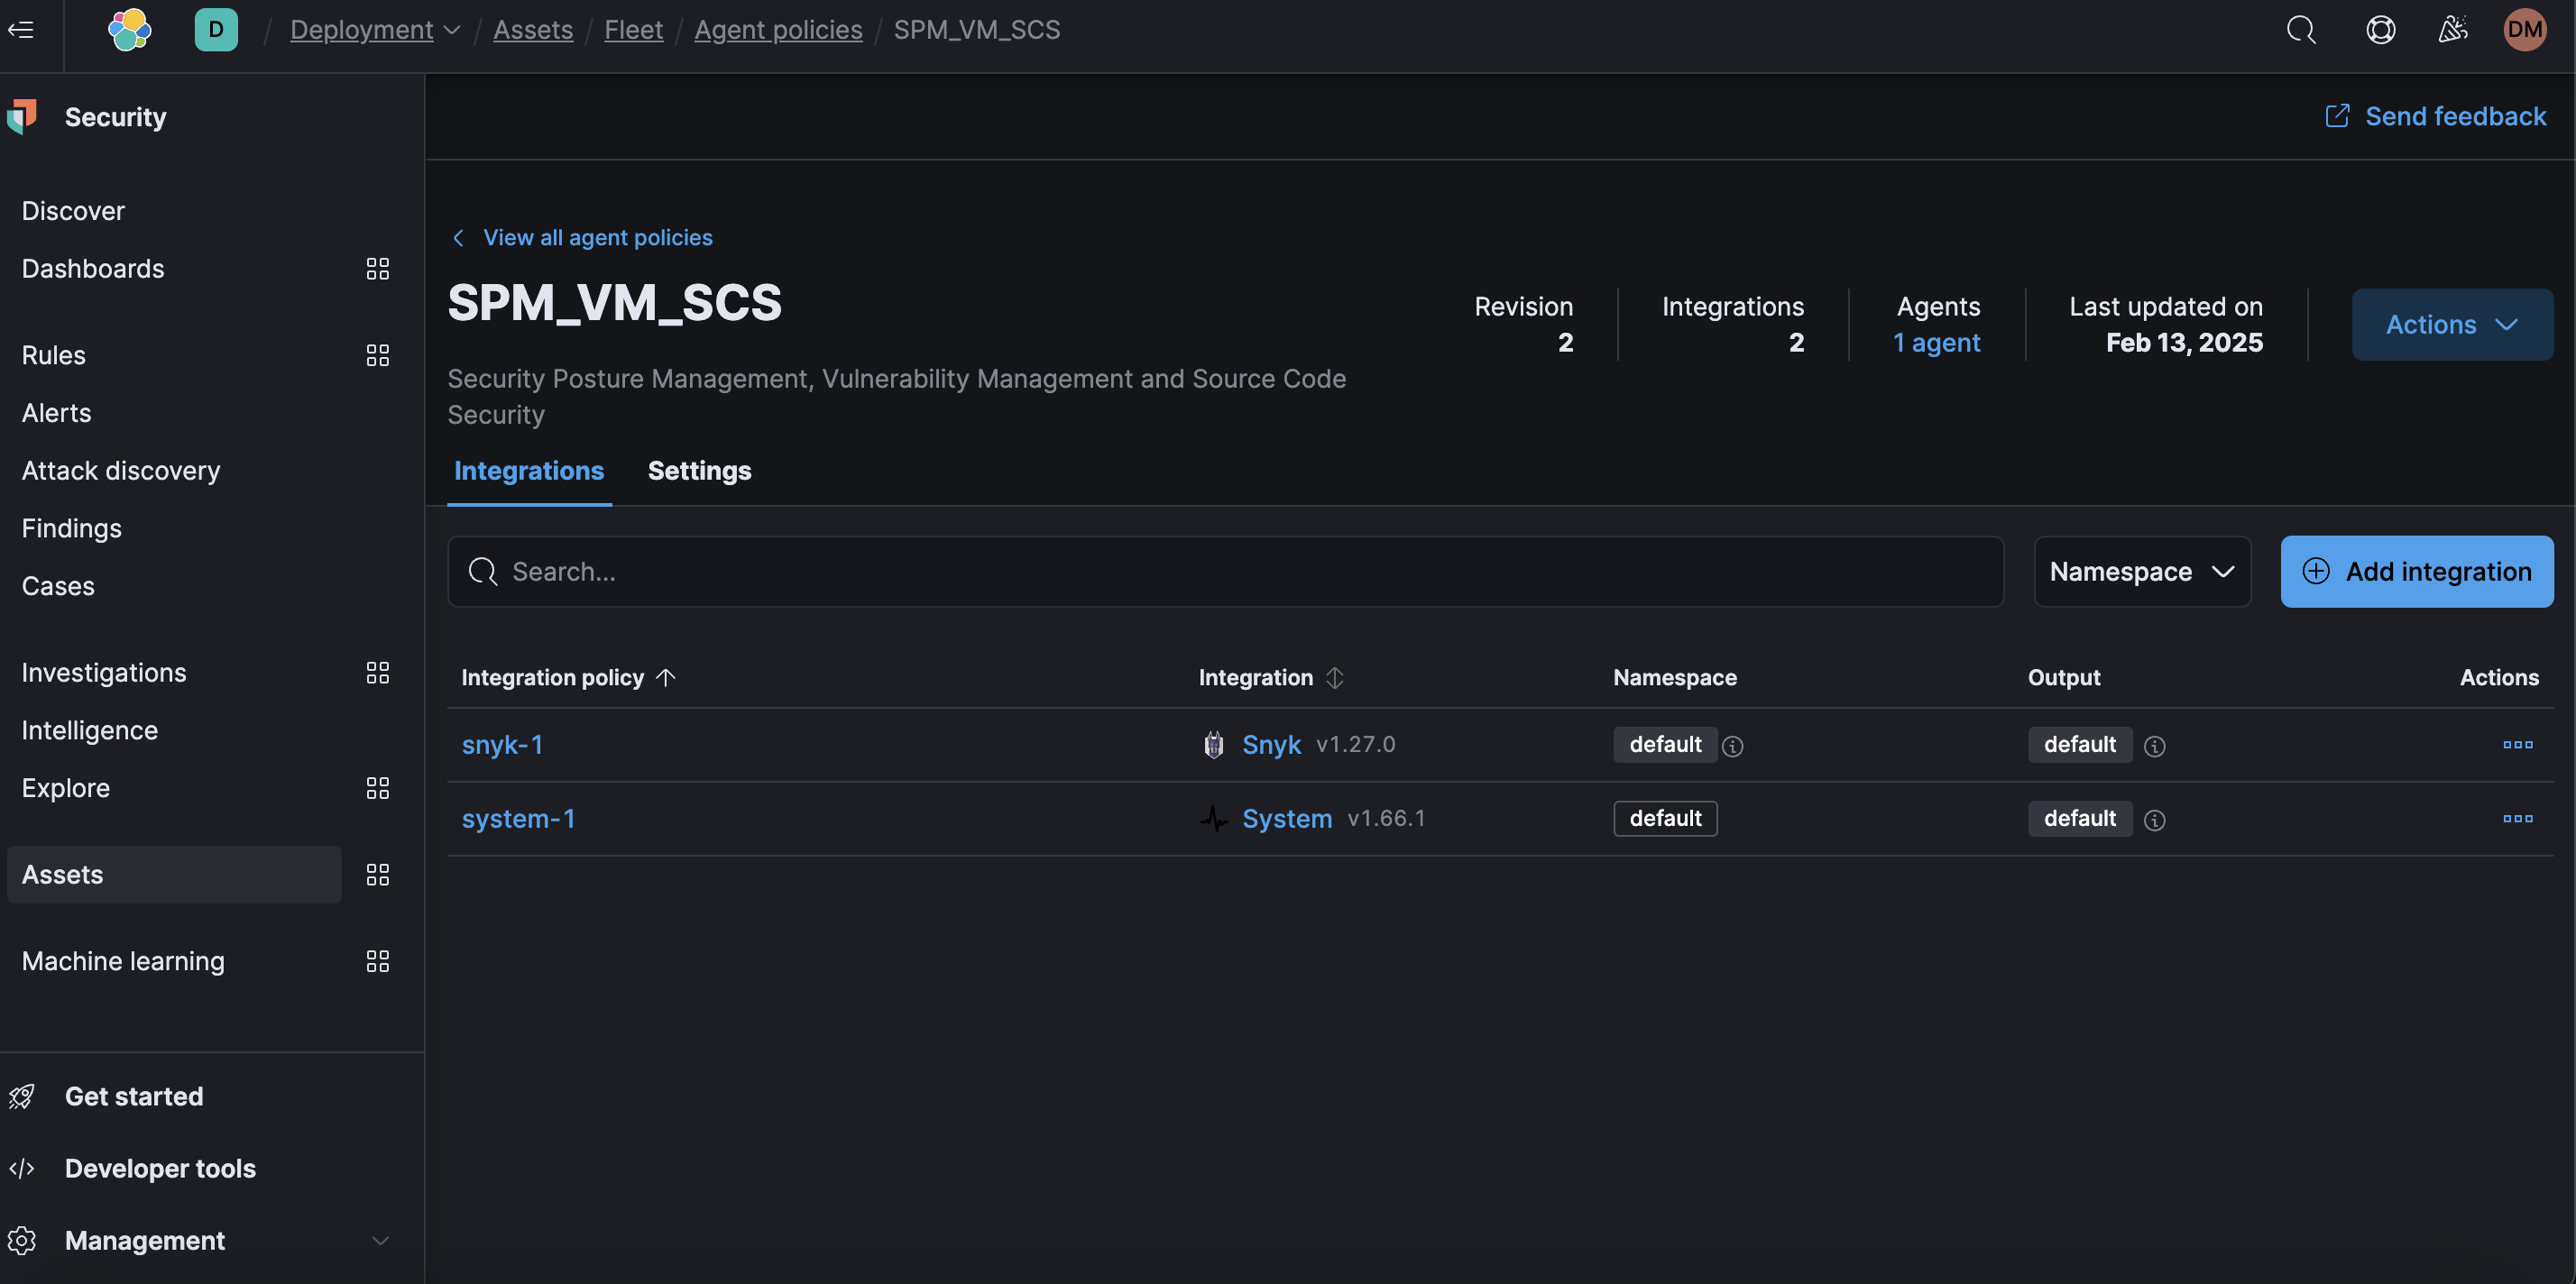 D / Deployment / Assets / Fleet / Agent policies / SPM_VM_SCS
DM
Security
Send feedback
Discover
Dashboards
Rules
Alerts
Attack discovery
Findings
Cases
Investigations
Intelligence
Explore
Assets
Machine learning
Get started
Developer tools
Management
View all agent policies
SPM_VM_SCS
Security Posture Management, Vulnerability Management and Source Code
Security
Revision
2
Integrations
2
Agents
1 agent
Last updated on
Feb 13, 2025
Actions
Integrations Settings
Search...
Namespace
Add integration
Integration policy Integration Namespace Output Actions
snyk-1 Snyk v1.27.0 default default
system-1 System v1.66.1 default default